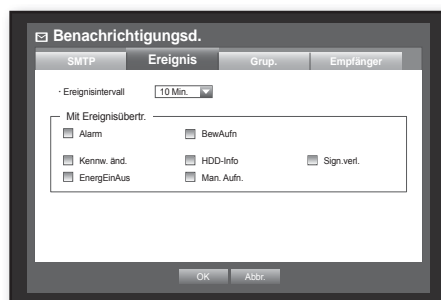 Benachrichtigungsd.
SMTP Ereignis Grup. Empfänger
· Ereignisintervall 10 Min.
Mit Ereignisübertr.
Alarm BewAufn
Kennw. änd. HDD-Info Sign.verl.
EnergEinAus Man. Aufn.
OK Abbr.